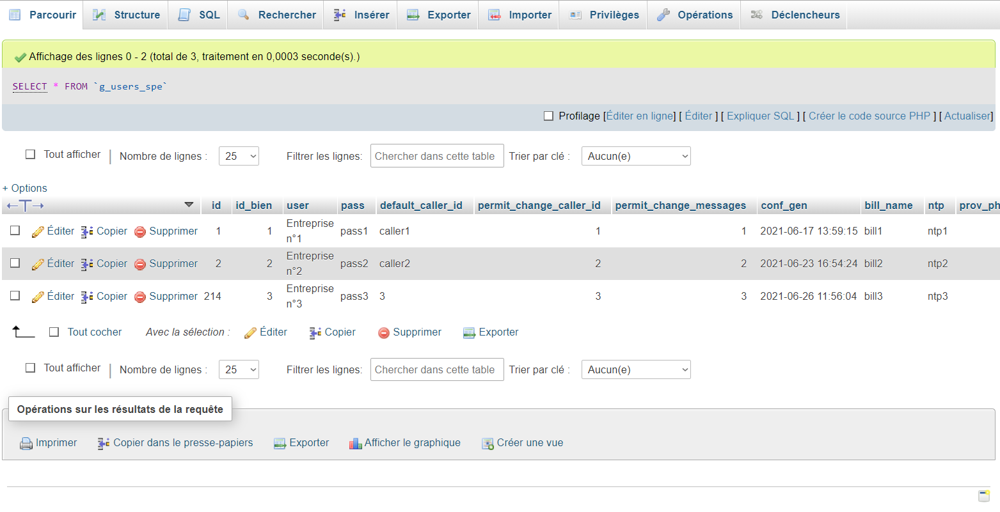 Parcourir Structure SQL Rechercher Insérer Exporter Importer Privilèges Opérations Déclencheurs
Affichage des lignes 0 - 2 (total de 3, traitement en 0,0003 seconde(s).)
SELECT * FROM `g_users_spe`
Profilage [Éditer en ligne] [ Éditer ] [ Expliquer SQL ] [ Créer le code source PHP ] [ Actualiser]
Tout afficher | Nombre de lignes : 25 Filtrer les lignes: Chercher dans cette table Trier par clé : Aucun(e)
+ Options
←T→ id id_bien user pass default_caller_id permit_change_caller_id permit_change_messages conf_gen bill_name ntp prov_ph
Éditer Copier Supprimer 1 1 Entreprise n°1 pass1 caller1 1 1 2021-06-17 13:59:15 bill1 ntp1
Éditer Copier Supprimer 2 2 Entreprise n°2 pass2 caller2 2 2 2021-06-23 16:54:24 bill2 ntp2
Éditer Copier Supprimer 214 3 Entreprise n°3 pass3 3 3 3 2021-06-26 11:56:04 bill3 ntp3
Tout cocher Avec la sélection : Éditer Copier Supprimer Exporter
Tout afficher | Nombre de lignes : 25 Filtrer les lignes: Chercher dans cette table Trier par clé : Aucun(e)
Opérations sur les résultats de la requête
Imprimer Copier dans le presse-papiers Exporter Afficher le graphique Créer une vue